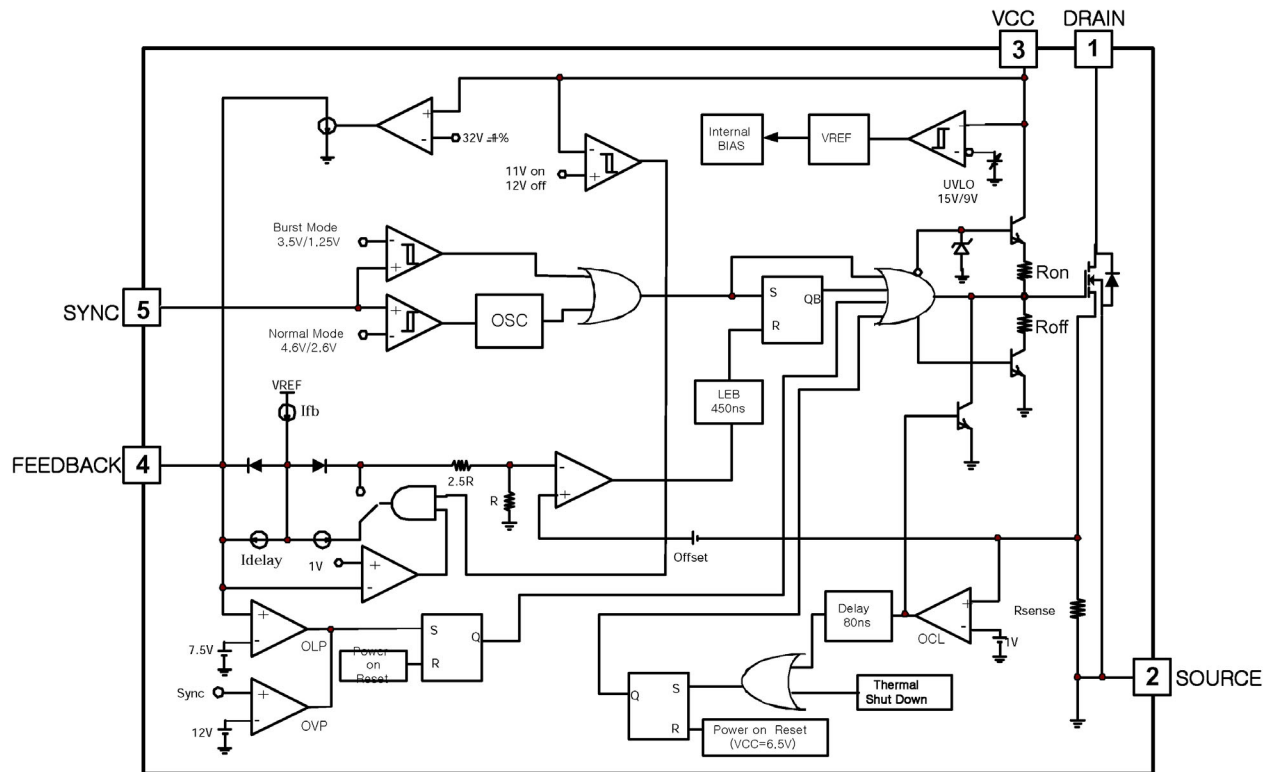 VCC DRAIN
3 1
+
-
32V
-
+
11V on
12V off
Internal
BIAS
VREF
+
-
UVLO
15V/9V
Burst Mode
3.5V/1.25V
-
+
SYNC 5
Normal Mode
4.6V/2.6V
+
-
OSC
S
QB
R
Ron
Roff
LEB
450ns
VREF
Ifb
FEEDBACK 4
2.5R
R
-
+
Idelay
1V
+
-
Offset
Rsense
+
-
7.5V
OLP
S
Q
R
Power
on
Reset
Sync
+
-
12V
OVP
Delay
80ns
+
-
OCL
1V
Q
S
R
Thermal
Shut Down
Power on Reset
(VCC=6.5V)
2 SOURCE